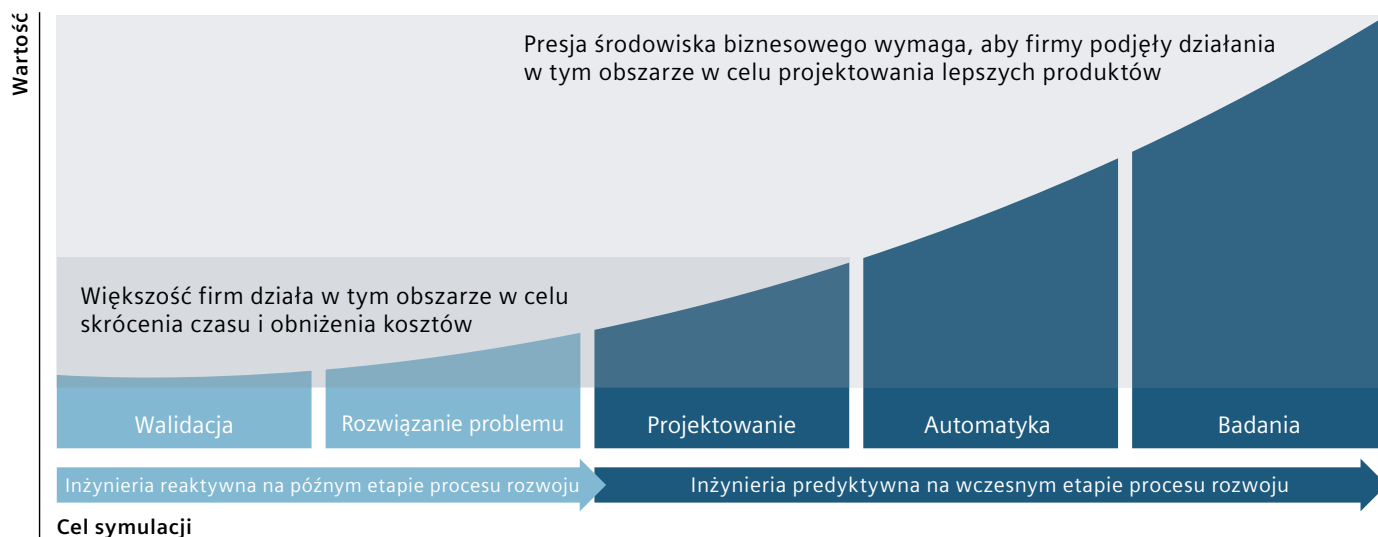 Wartość
Presja środowiska biznesowego wymaga, aby firmy podjęły działania
w tym obszarze w celu projektowania lepszych produktów
Większość firm działa w tym obszarze w celu
skrócenia czasu i obniżenia kosztów
Walidacja
Rozwiązanie problemu
Projektowanie
Automatyka
Badania
Inżynieria reaktywna na późnym etapie procesu rozwoju
Inżynieria predyktywna na wczesnym etapie procesu rozwoju
Cel symulacji